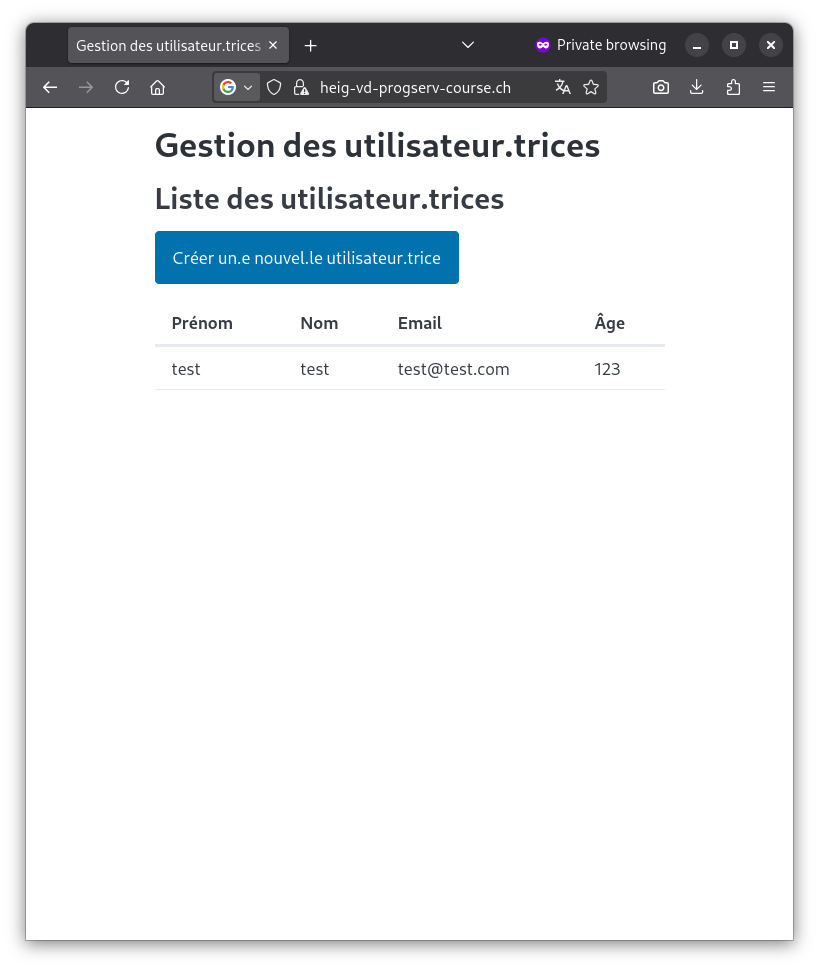 Gestion des utilisateur.trices
Private browsing
heig-vd-progserv-course.ch
Gestion des utilisateur.trices
Liste des utilisateur.trices
Créer un.e nouvel.le utilisateur.trice
Prénom Nom Email Âge
test test test@test.com 123